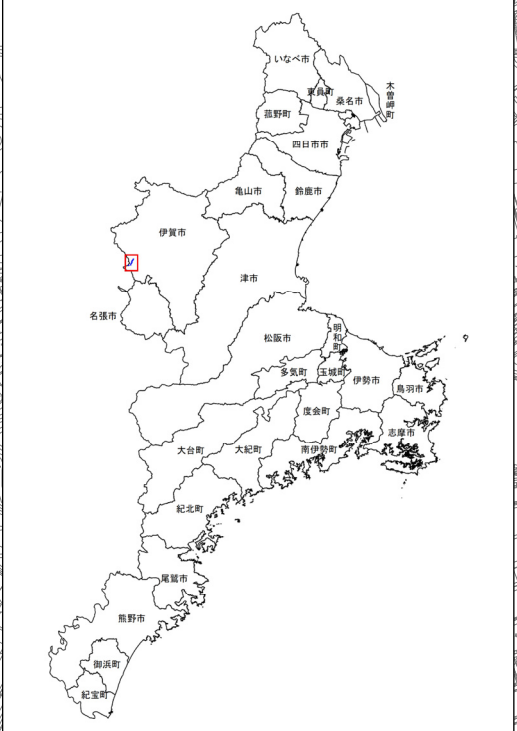 いなべ市
東員町
桑名市
木曽岬町
菰野町
四日市市
亀山市
鈴鹿市
伊賀市
津市
名張市
松阪市
明和町
多気町
玉城町
伊勢市
鳥羽市
度会町
志摩市
大台町
大紀町
南伊勢町
紀北町
尾鷲市
熊野市
御浜町
紀宝町